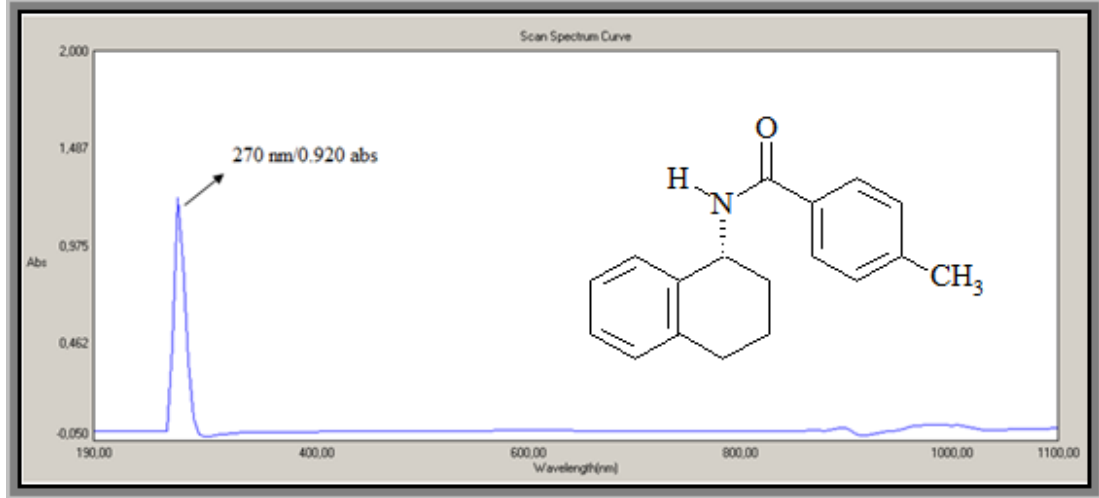 Scan Spectrum Curve
2,000
1,487
0,975
0,462
-0,050
Abs
270 nm/0.920 abs
O
H
N
CH3
190,00 400,00 600,00 800,00 1000,00 1100,00
Wavelength(nm)